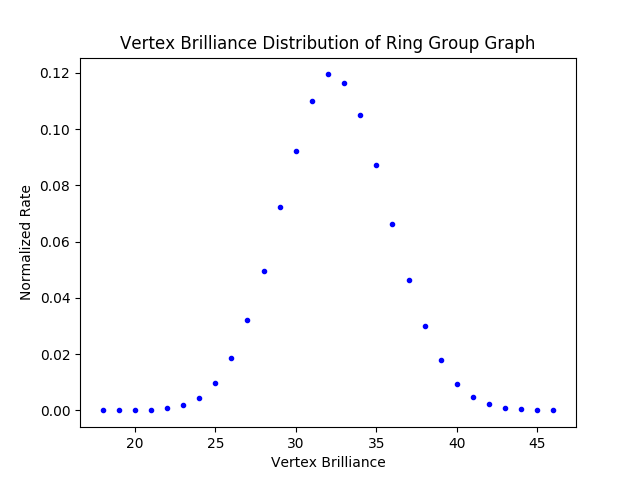 Vertex Brilliance Distribution of Ring Group Graph
0.12
0.10
0.08
0.06
0.04
0.02
0.00
Normalized Rate
20 25 30 35 40 45
Vertex Brilliance